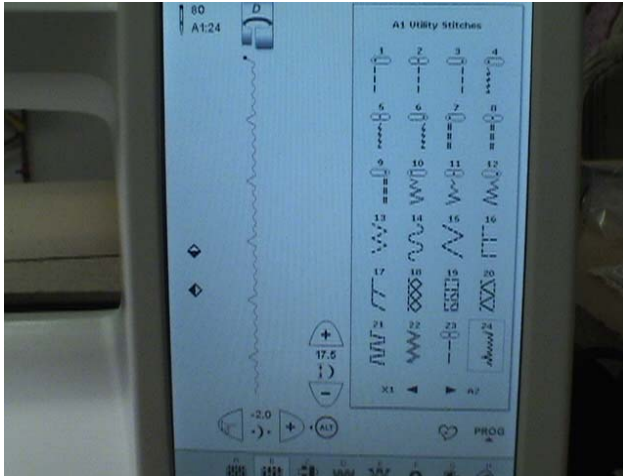 80
D
A1:24
A1 Utility Stitches
1 2 3 4
5 6 7 8
9 10 11 12
13 14 15 16
17 18 19 20
21 22 23 24
+
17.5
-
X1 A2
-2.0
+
ALT
PROG